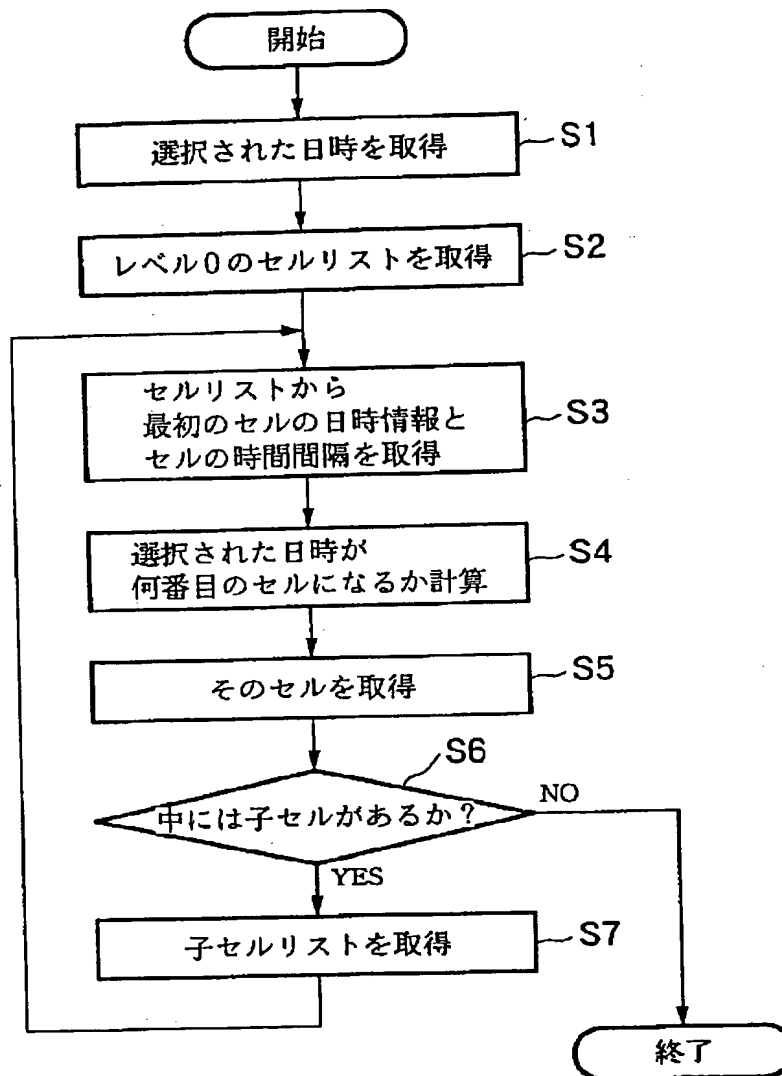 開始
選択された日時を取得
S1
レベル0のセルリストを取得
S2
セルリストから
最初のセルの日時情報と
セルの時間間隔を取得
S3
選択された日時が
何番目のセルになるか計算
S4
そのセルを取得
S5
S6
中には子セルがあるか?
NO
YES
子セルリストを取得
S7
終了